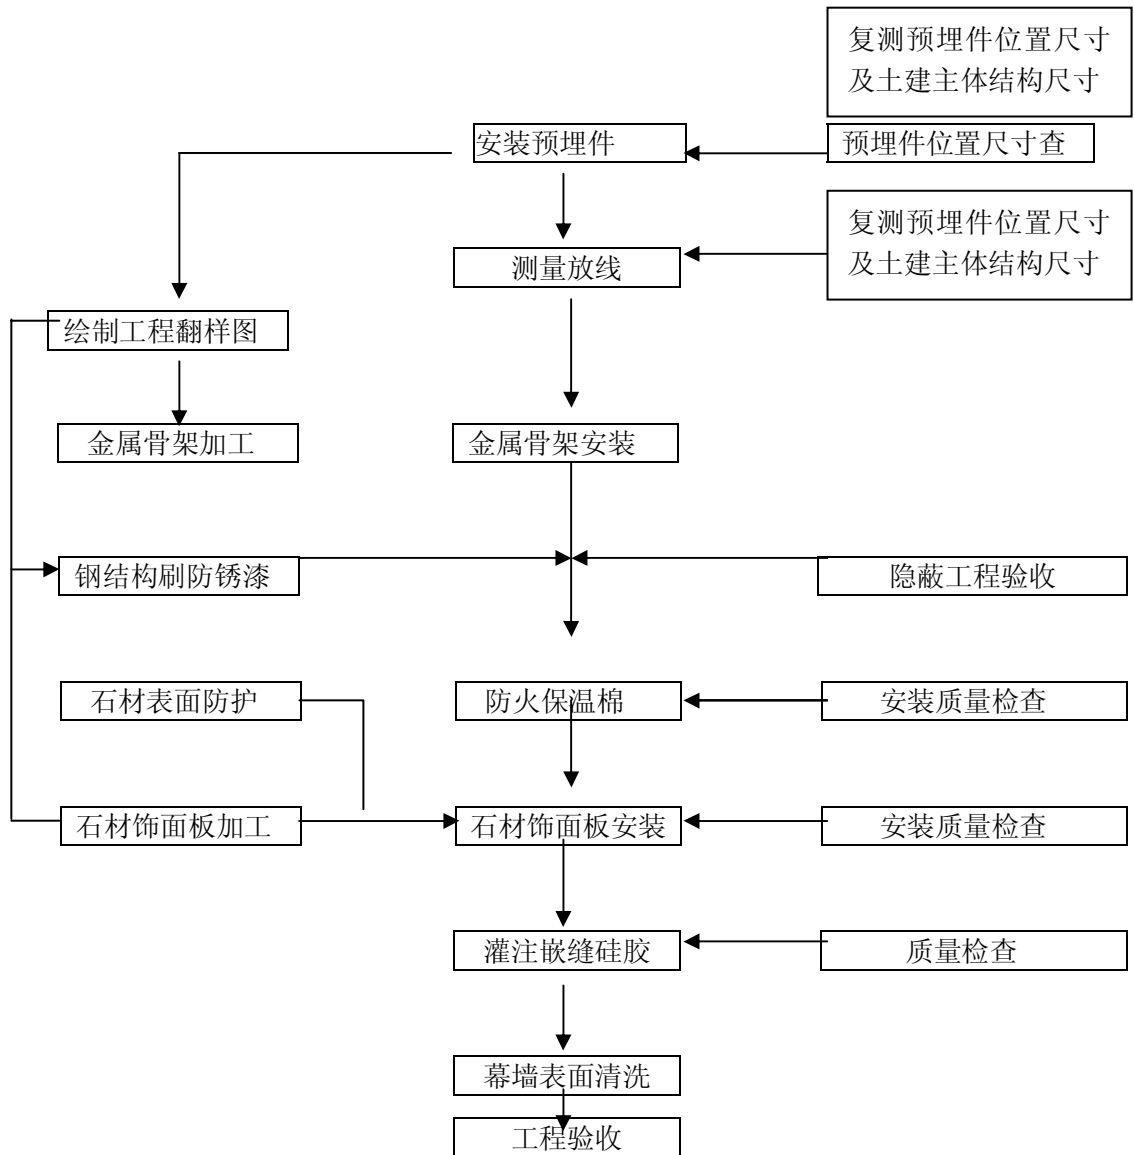 复测预埋件位置尺寸
及土建主体结构尺寸
安装预埋件
预埋件位置尺寸查
复测预埋件位置尺寸
及土建主体结构尺寸
测量放线
绘制工程翻样图
金属骨架加工
金属骨架安装
钢结构刷防锈漆
隐蔽工程验收
石材表面防护
防火保温棉
安装质量检查
石材饰面板加工
石材饰面板安装
安装质量检查
灌注嵌缝硅胶
质量检查
幕墙表面清洗
工程验收